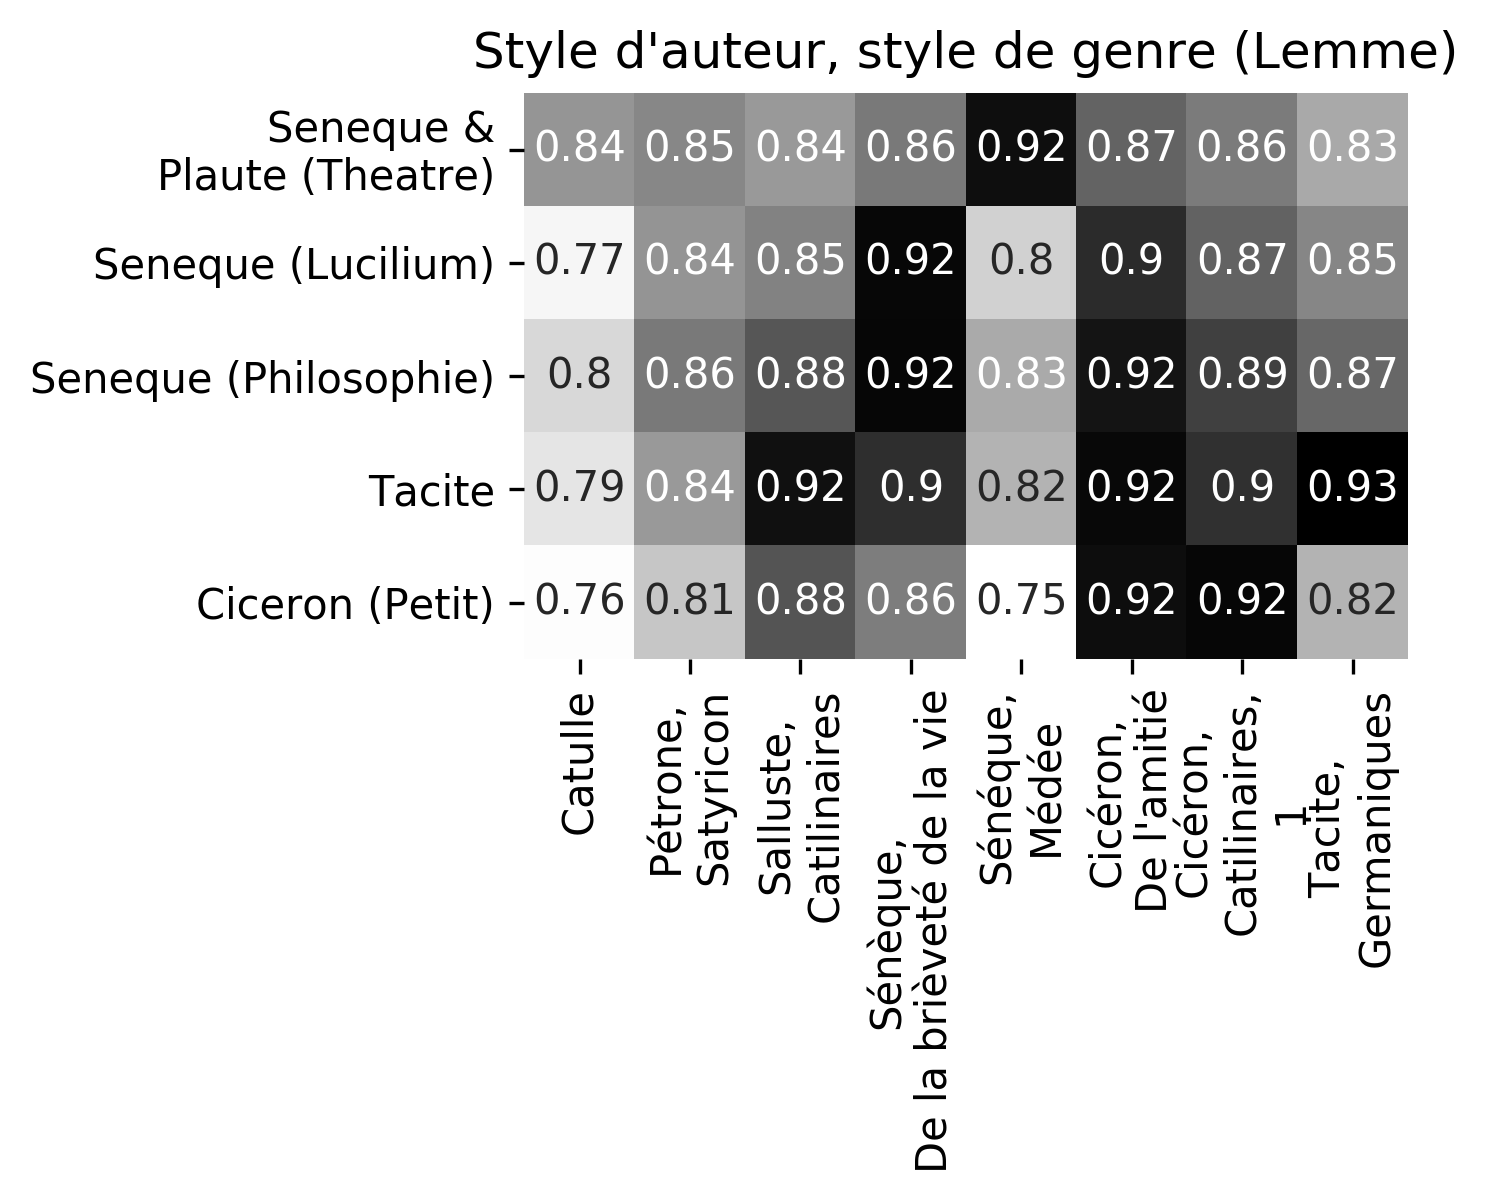 Style d'auteur, style de genre (Lemme)
Seneque &
Plaute (Theatre)
0.84 0.85 0.84 0.86 0.92 0.87 0.86 0.83
Seneque (Lucilium)
0.77 0.84 0.85 0.92 0.8 0.9 0.87 0.85
Seneque (Philosophie)
0.8 0.86 0.88 0.92 0.83 0.92 0.89 0.87
Tacite
0.79 0.84 0.92 0.9 0.82 0.92 0.9 0.93
Ciceron (Petit)
0.76 0.81 0.88 0.86 0.75 0.92 0.92 0.82
Catulle
Pétrone,
Satyricon
Salluste,
Catilinaires
Sénèque,
De la brièveté de la vie
Sénéque,
Médée
Cicéron,
De l'amitié
Cicéron,
Catilinaires,
1
Tacite,
Germaniques